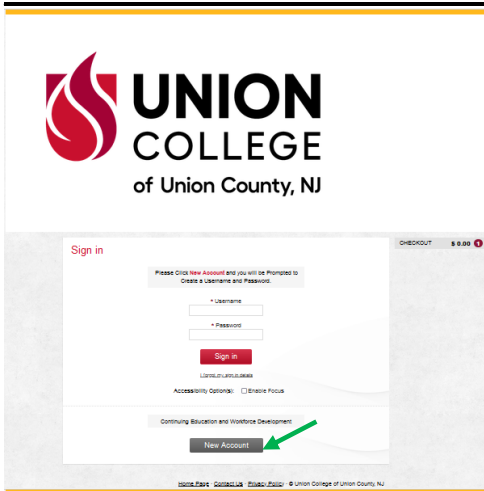 UNION
COLLEGE
of Union County, NJ
CHECKOUT $ 0.00 1
Sign in
Please Click New Account and you will be Prompted to
Create a Username and Password.
* Username
* Password
Sign in
I forgot my sign in details
Accessibility Option(s): Enable Focus
Continuing Education and Workforce Development
New Account
Home Page - Contact Us - Privacy Policy - © Union College of Union County, NJ